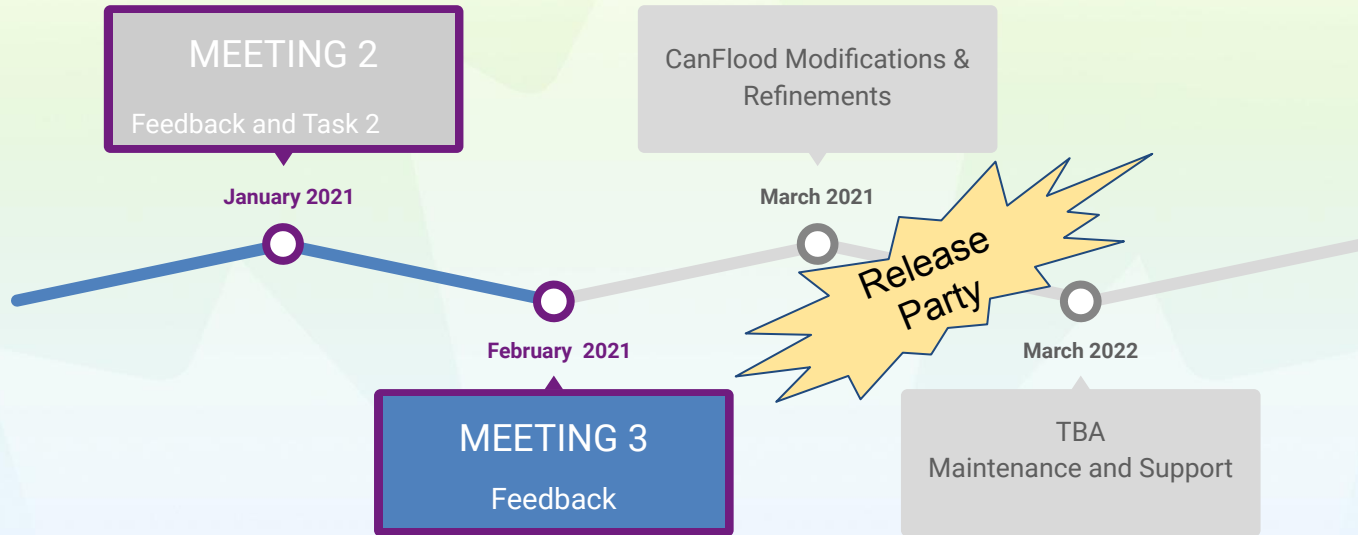 MEETING 2
Feedback and Task 2
January 2021
CanFlood Modifications &
Refinements
March 2021
Release
Party
February  2021
MEETING 3
Feedback
March 2022
TBA
Maintenance and Support